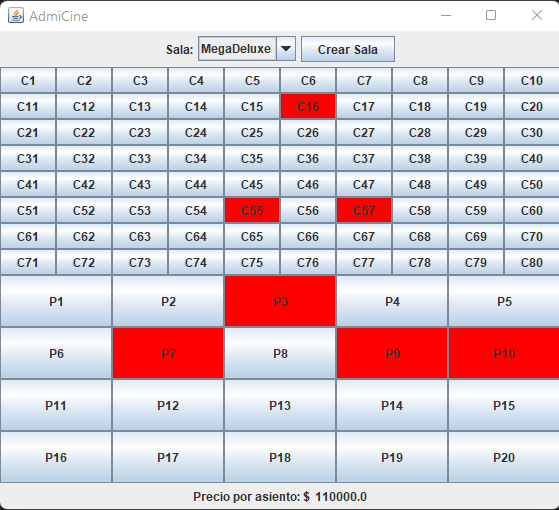 AdmiCine
Sala: MegaDeluxe Crear Sala
C1 C2 C3 C4 C5 C6 C7 C8 C9 C10
C11 C12 C13 C14 C15 C16 C17 C18 C19 C20
C21 C22 C23 C24 C25 C26 C27 C28 C29 C30
C31 C32 C33 C34 C35 C36 C37 C38 C39 C40
C41 C42 C43 C44 C45 C46 C47 C48 C49 C50
C51 C52 C53 C54 C55 C56 C57 C58 C59 C60
C61 C62 C63 C64 C65 C66 C67 C68 C69 C70
C71 C72 C73 C74 C75 C76 C77 C78 C79 C80
P1 P2 P3 P4 P5
P6 P7 P8 P9 P10
P11 P12 P13 P14 P15
P16 P17 P18 P19 P20
Precio por asiento: $ 110000.0